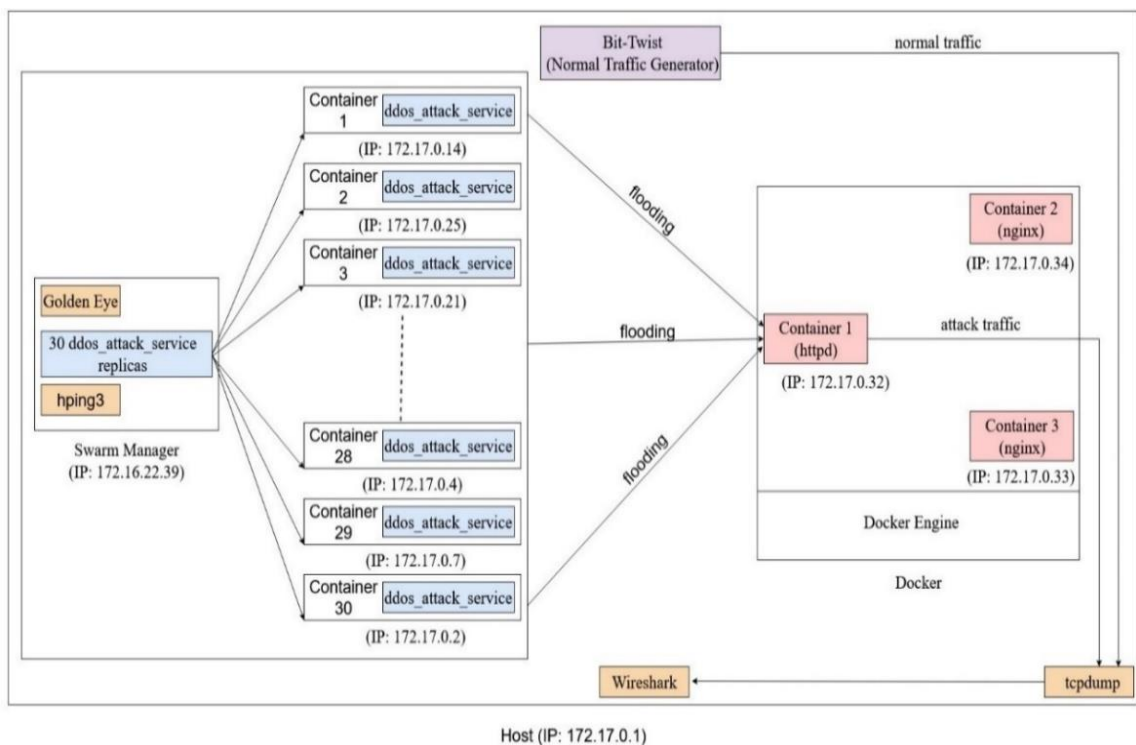 Bit-Twist
(Normal Traffic Generator)
normal traffic
Container
1
ddos_attack_service
(IP: 172.17.0.14)
Container
2
ddos_attack_service
(IP: 172.17.0.25)
Container
3
ddos_attack_service
(IP: 172.17.0.21)
Golden Eye
30 ddos_attack_service
replicas
hping3
Swarm Manager
(IP: 172.16.22.39)
Container
28
ddos_attack_service
(IP: 172.17.0.4)
Container
29
ddos_attack_service
(IP: 172.17.0.7)
Container
30
ddos_attack_service
(IP: 172.17.0.2)
flooding
flooding
flooding
Container 2
(nginx)
(IP: 172.17.0.34)
Container 1
(httpd)
(IP: 172.17.0.32)
attack traffic
Container 3
(nginx)
(IP: 172.17.0.33)
Docker Engine
Docker
Wireshark
tcpdump
Host (IP: 172.17.0.1)